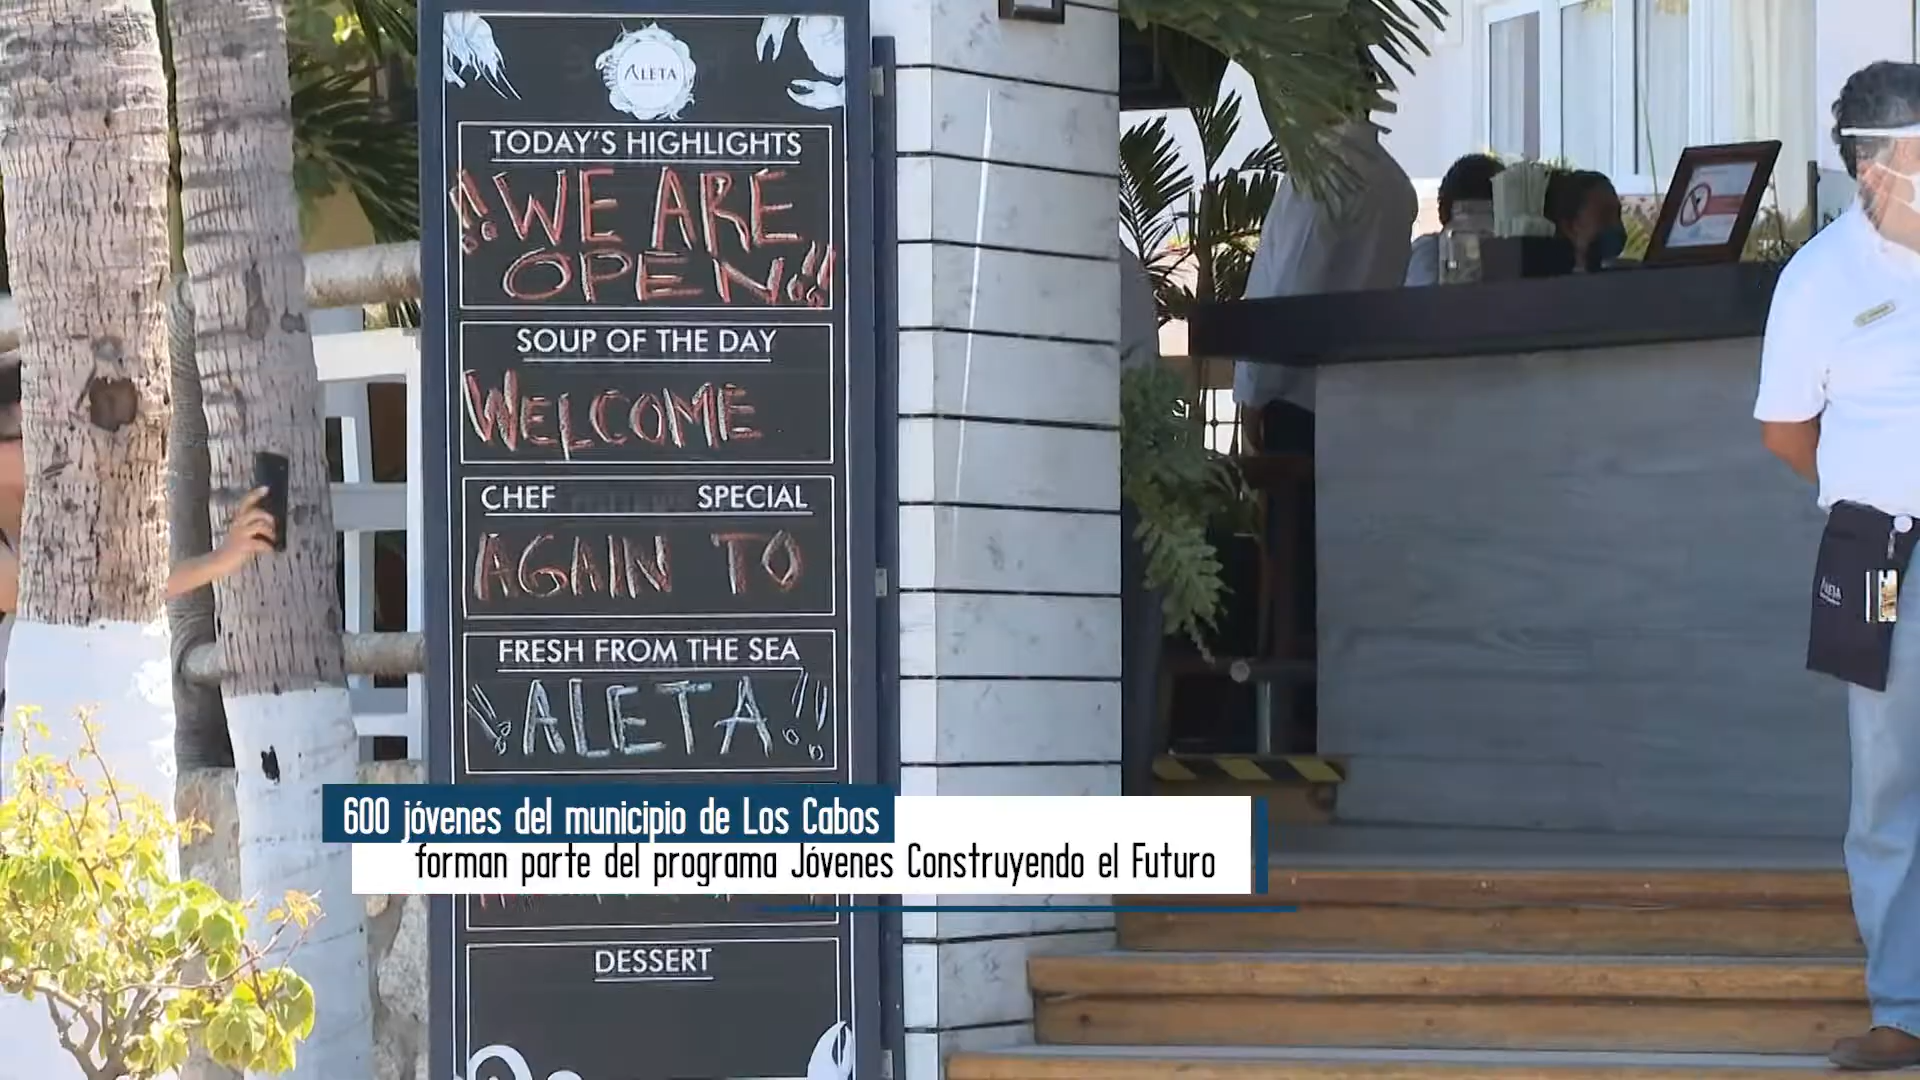 ALETA
TODAY'S HIGHLIGHTS
¡¡WE ARE
OPEN!!
SOUP OF THE DAY
WELCOME
CHEF SPECIAL
AGAIN TO
FRESH FROM THE SEA
¡¡ALETA!!
600 jóvenes del municipio de Los Cabos
forman parte del programa Jóvenes Construyendo el Futuro
DESSERT
ALETA